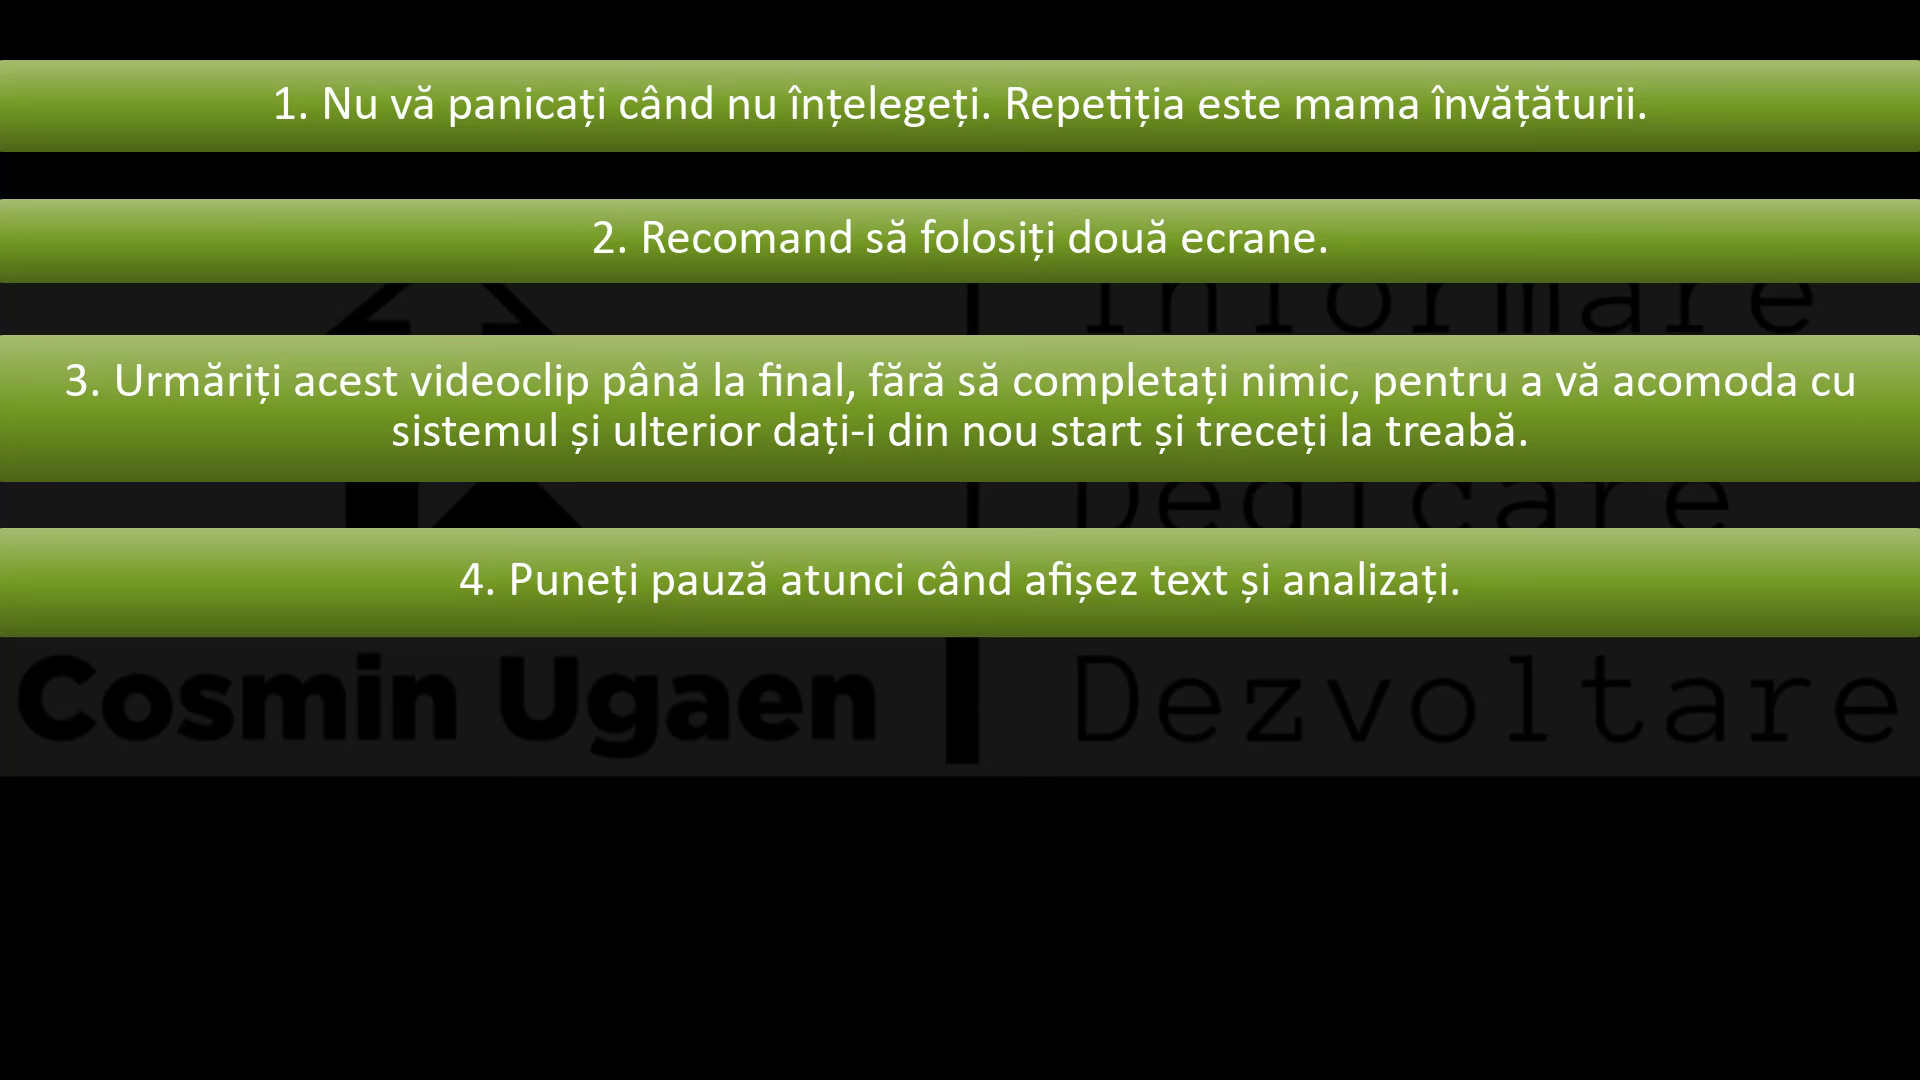 1. Nu vă panicați când nu înțelegeți. Repetiția este mama învățăturii.
2. Recomand să folosiți două ecrane.
Informare
3. Urmăriți acest videoclip până la final, fără să completați nimic, pentru a vă acomoda cu
sistemul și ulterior dați-i din nou start și treceți la treabă.
Dedicare
4. Puneți pauză atunci când afișez text și analizați.
Cosmin Ugaen
Dezvoltare